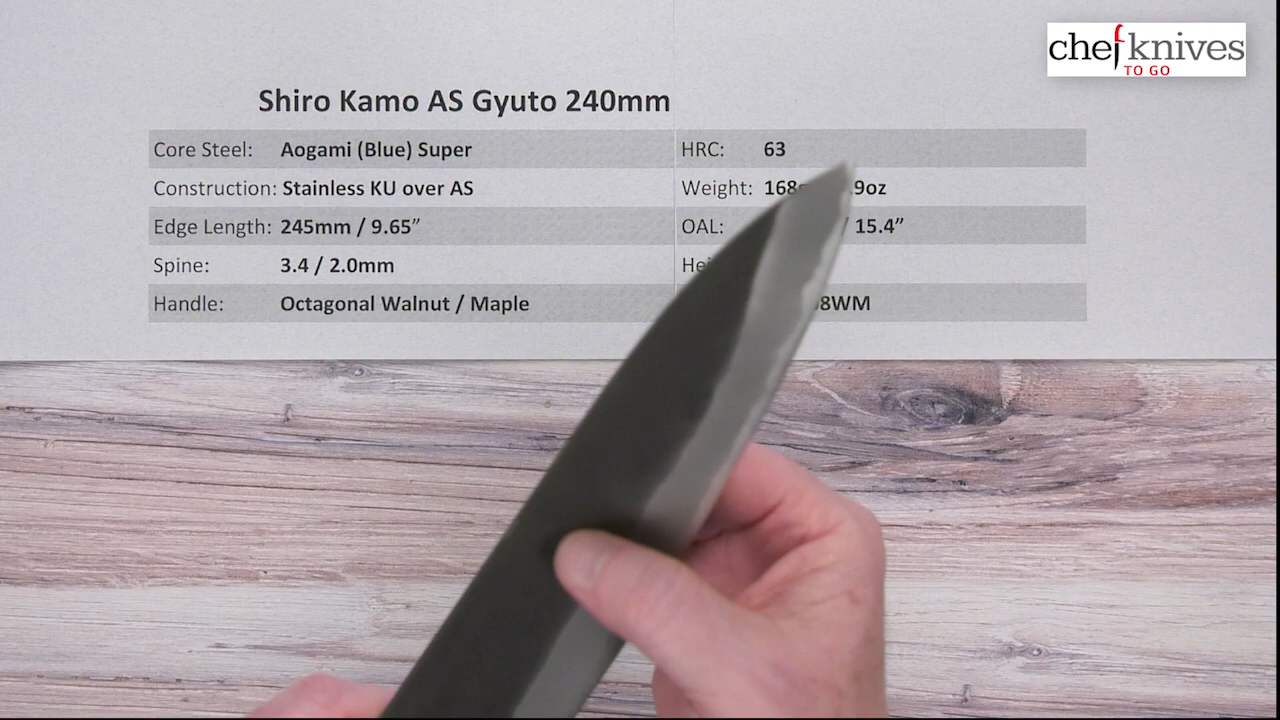 chef knives
TO GO
Shiro Kamo AS Gyuto 240mm
Core Steel: Aogami (Blue) Super HRC: 63
Construction: Stainless KU over AS Weight: .9oz
Edge Length: 245mm / 9.65” OAL: / 15.4”
Spine: 3.4 / 2.0mm
Handle: Octagonal Walnut / Maple 8WM